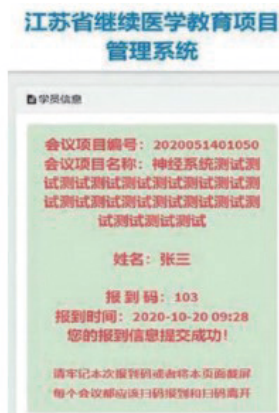 江苏省继续医学教育项目
管理系统
学员信息
会议项目编号：2020051401050
会议项目名称：神经系统测试测
试测试测试测试测试测试测试测
试测试测试测试测试测试测试测
试测试测试测试
姓名：张三
报到码：103
报到时间：2020-10-20 09:28
您的报到信息提交成功！
请牢记本次报到码或者将本页面截屏
每个会议都应该扫码报到和扫码离开